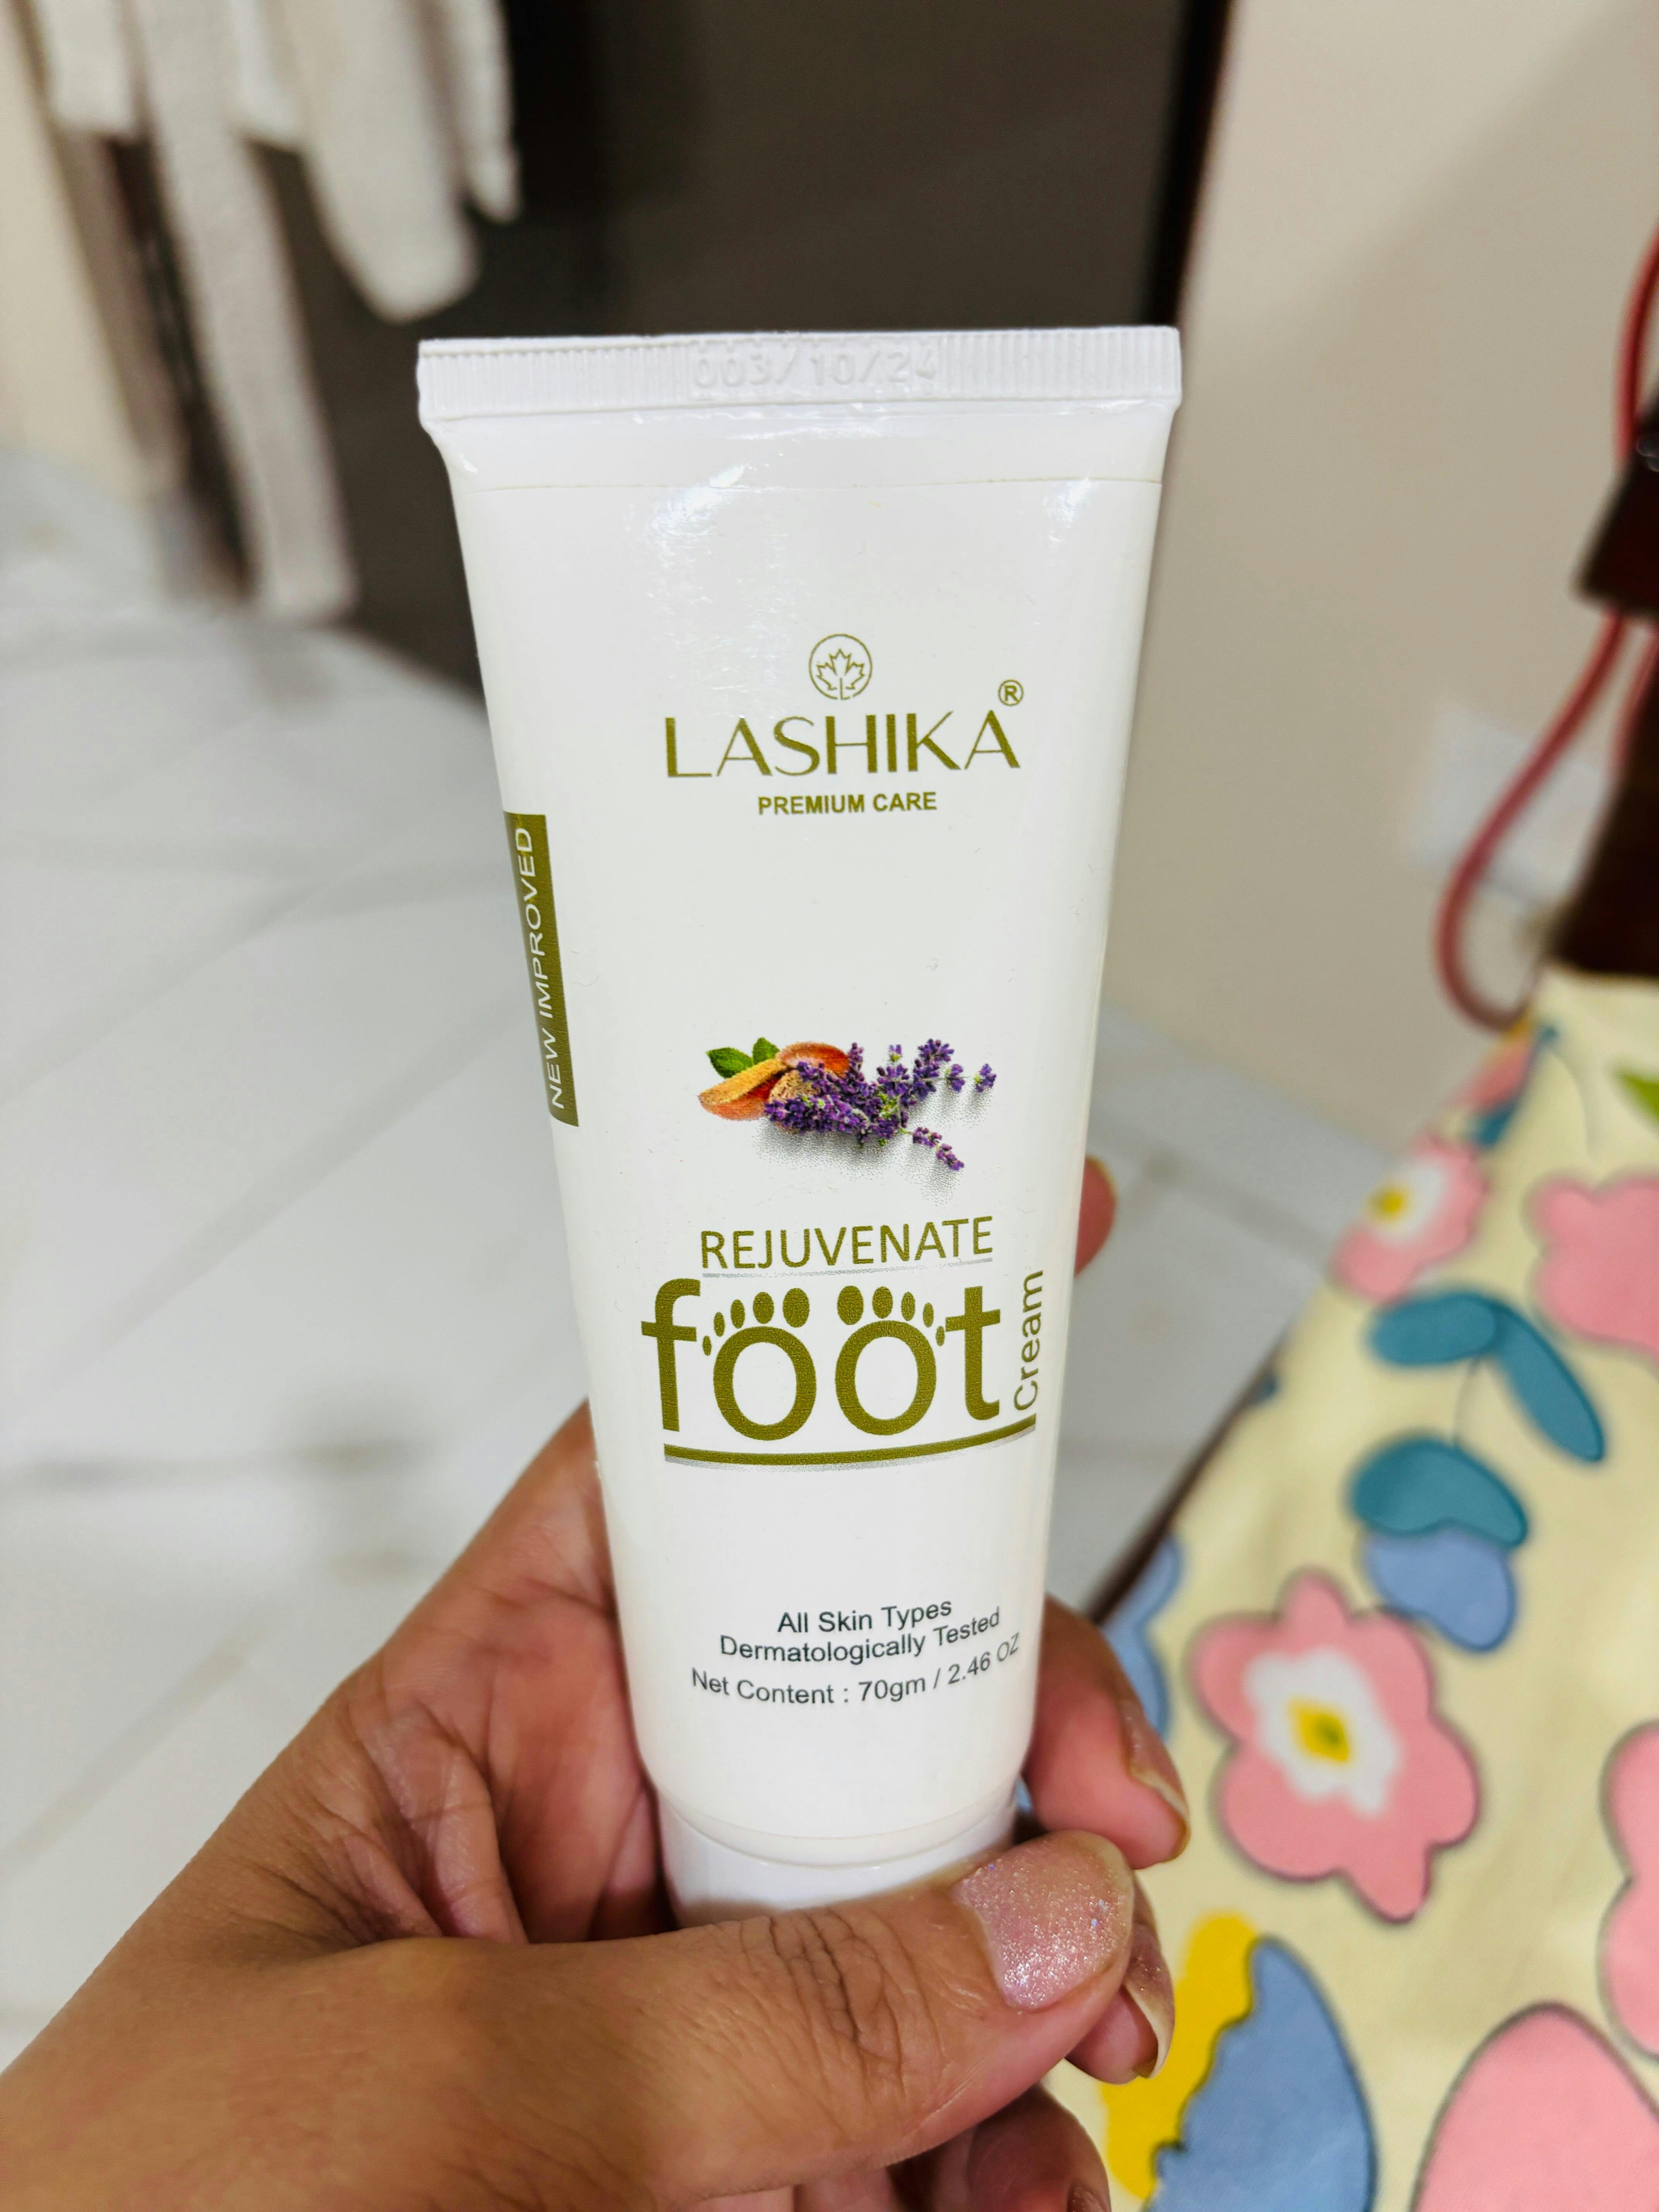 003/10/24
LASHIKA®
PREMIUM CARE
NEW IMPROVED
REJUVENATE
foot
Cream
All Skin Types
Dermatologically Tested
Net Content : 70gm / 2.46 OZ